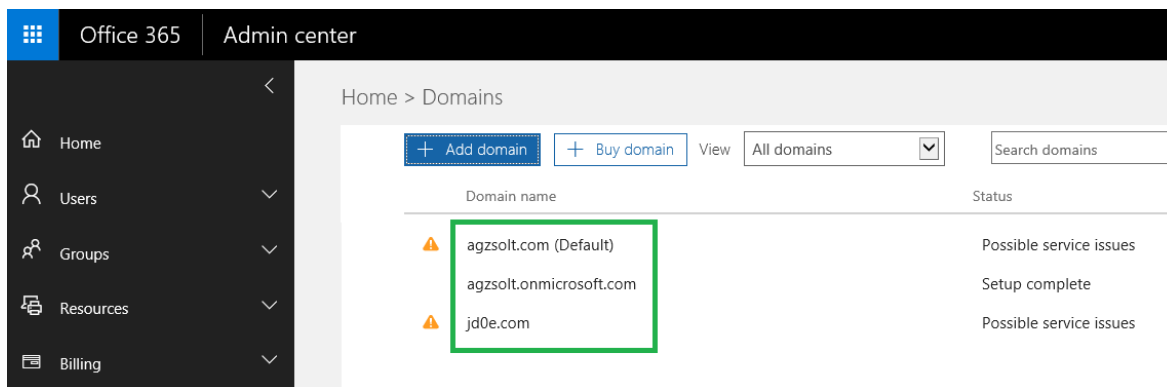 Office 365 Admin center
Home > Domains
Home
Users
Groups
Resources
Billing
+ Add domain + Buy domain View All domains Search domains
Domain name Status
agzsolt.com (Default) Possible service issues
agzsolt.onmicrosoft.com Setup complete
jd0e.com Possible service issues